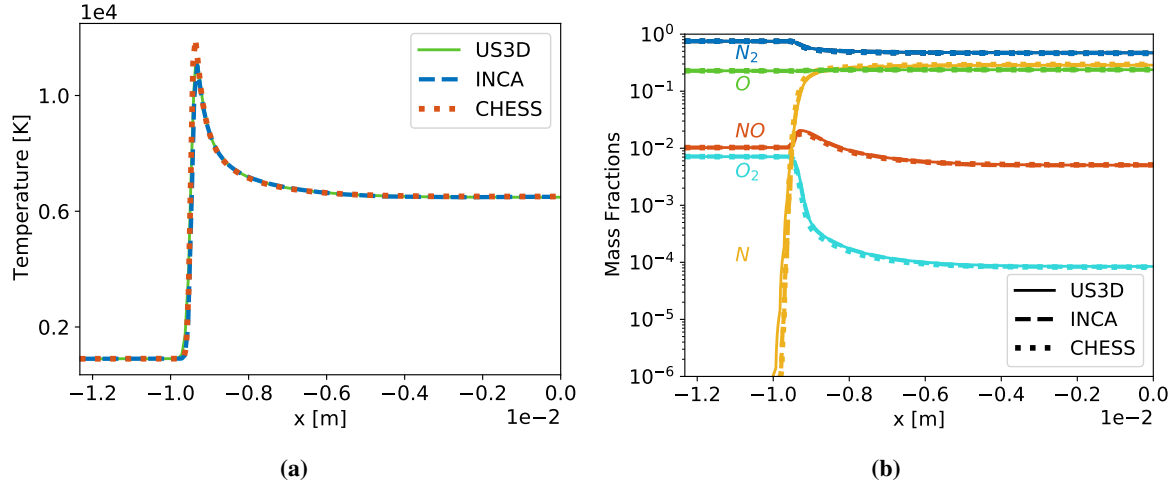 1e4
1.0
0.6
0.2
Temperature [K]
US3D
INCA
CHESS
−1.2 −1.0 −0.8 −0.6 −0.4 −0.2 0.0
x [m]
1e−2
(a)
10⁰
10⁻¹
10⁻²
10⁻³
10⁻⁴
10⁻⁵
10⁻⁶
Mass Fractions
N₂
O
NO
O₂
N
US3D
INCA
CHESS
−1.2 −1.0 −0.8 −0.6 −0.4 −0.2 0.0
x [m]
1e−2
(b)